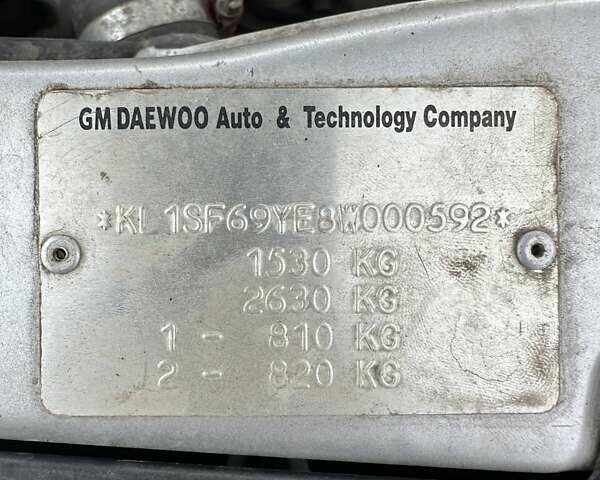 GM DAEWOO Auto & Technology Company
*KL1SF69YE8W000592*
1530 KG
2630 KG
1 - 810 KG
2 - 820 KG